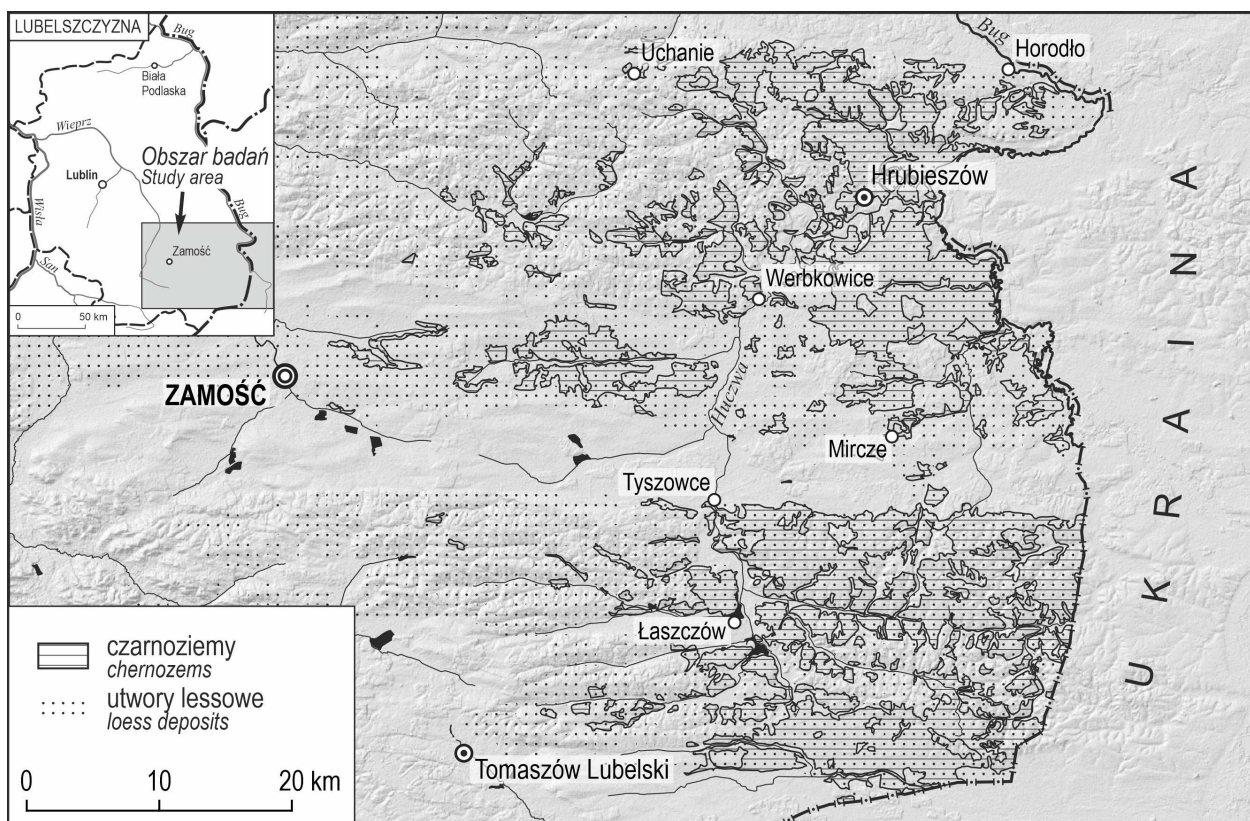 LUBELSZCZYZNA
Bug
Biała
Podlaska
Wieprz
Obszar badań
Study area
Lublin
Wisła
Bug
Zamość
San
0 50 km
Uchanie
Bug
Horodło
Hrubieszów
Werbkowice
ZAMOŚĆ
Huczwa
Mircze
Tyszowce
Łaszczów
Tomaszów Lubelski
UKRAINA
czarnoziemy
chernozems
utwory lessowe
loess deposits
0 10 20 km